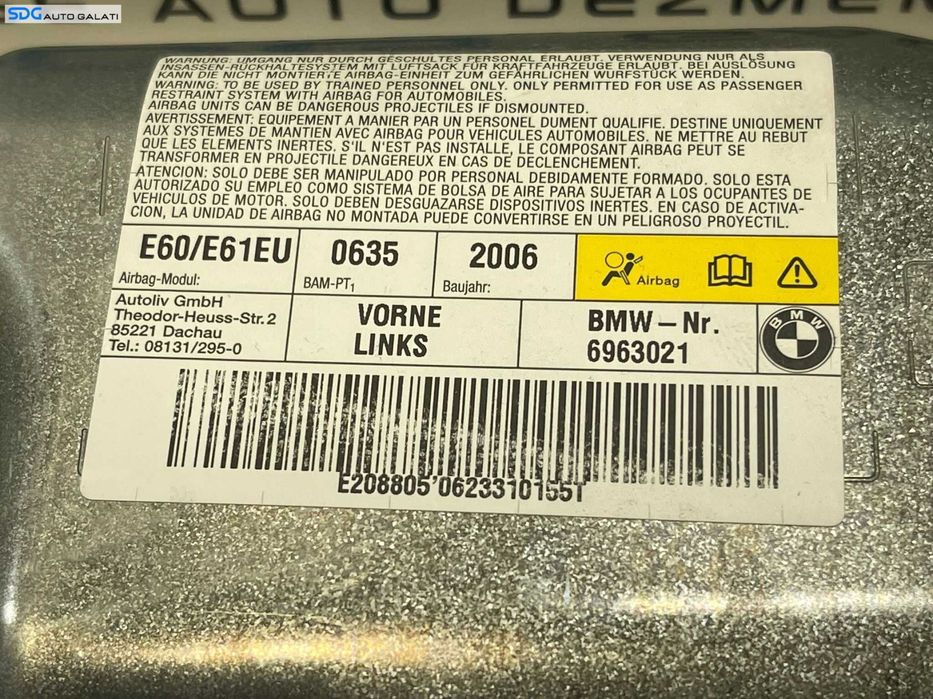 SDG AUTO GALATI
AUTO DEZMEM
WARNUNG: UMGANG NUR DURCH GESCHULTES PERSONAL ERLAUBT. VERWENDUNG NUR ALS
INSASSEN-RÜCKHALTESYSTEM MIT LUFTSACK FÜR KRAFTFAHRZEUGE ERLAUBT. BEI AUSLÖSUNG
KANN DIE NICHT MONTIERTE AIRBAG-EINHEIT ZUM GEFÄHRLICHEN WURFSTÜCK WERDEN.
WARNING: TO BE USED BY TRAINED PERSONNEL ONLY. ONLY PERMITTED FOR USE AS PASSENGER
RESTRAINT SYSTEM WITH AIRBAG FOR AUTOMOBILES.
AIRBAG UNITS CAN BE DANGEROUS PROJECTILES IF DISMOUNTED.
AVERTISSEMENT: EQUIPEMENT A MANIER PAR UN PERSONEL DUMENT QUALIFIE. DESTINE UNIQUEMENT
AUX SYSTEMES DE MANTIEN AVEC AIRBAG POUR VEHICULES AUTOMOBILES. NE METTRE AU REBUT
QUE LES ELEMENTS INERTES. S'IL N'EST PAS INSTALLE, LE COMPOSANT AIRBAG PEUT SE
TRANSFORMER EN PROJECTILE DANGEREUX EN CAS DE DECLENCHEMENT.
ATENCION: SOLO DEBE SER MANIPULADO POR PERSONAL DEBIDAMENTE FORMADO. SOLO ESTA
AUTORIZADO SU EMPLEO COMO SISTEMA DE BOLSA DE AIRE PARA SUJETAR A LOS OCUPANTES DE
VEHICULOS DE MOTOR. SOLO DEBEN DESGUAZARSE DISPOSITIVOS INERTES. EN CASO DE ACTIVA-
CION, LA UNIDAD DE AIRBAG NO MONTADA PUEDE CONVERTIRSE EN UN PELIGROSO PROYECTIL.
E60/E61EU 0635 2006
Airbag-Modul: BAM-PT1 Baujahr: Airbag
Autoliv GmbH
Theodor-Heuss-Str.2
85221 Dachau
Tel.: 08131/295-0
VORNE
LINKS
BMW – Nr.
6963021
BMW
E208805'0623310155T